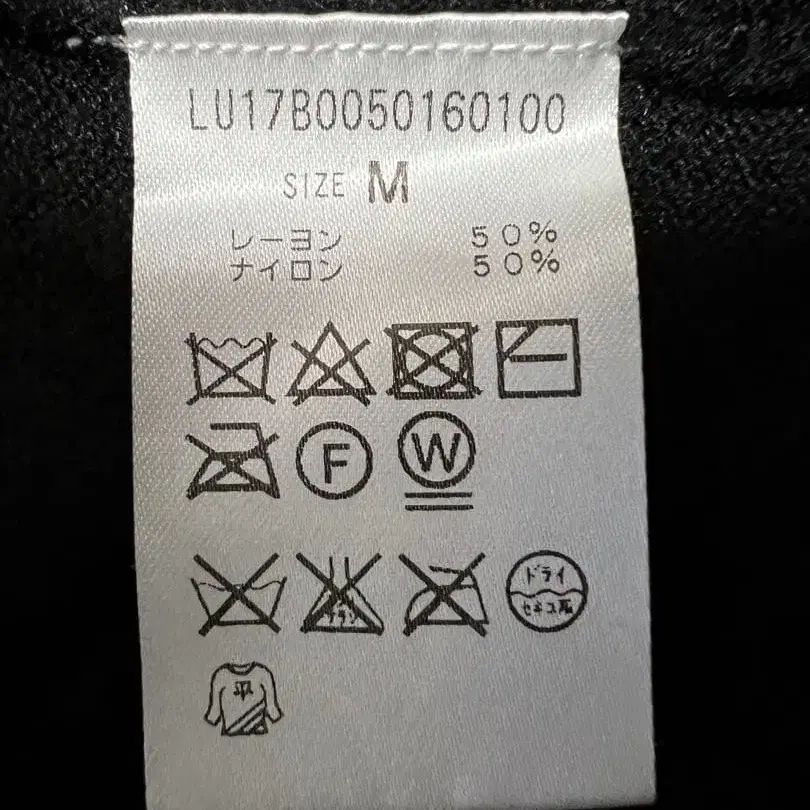 LU17B0050160100
SIZE M
レーヨン 50%
ナイロン 50%
F W
ドライ
セキユ系
平